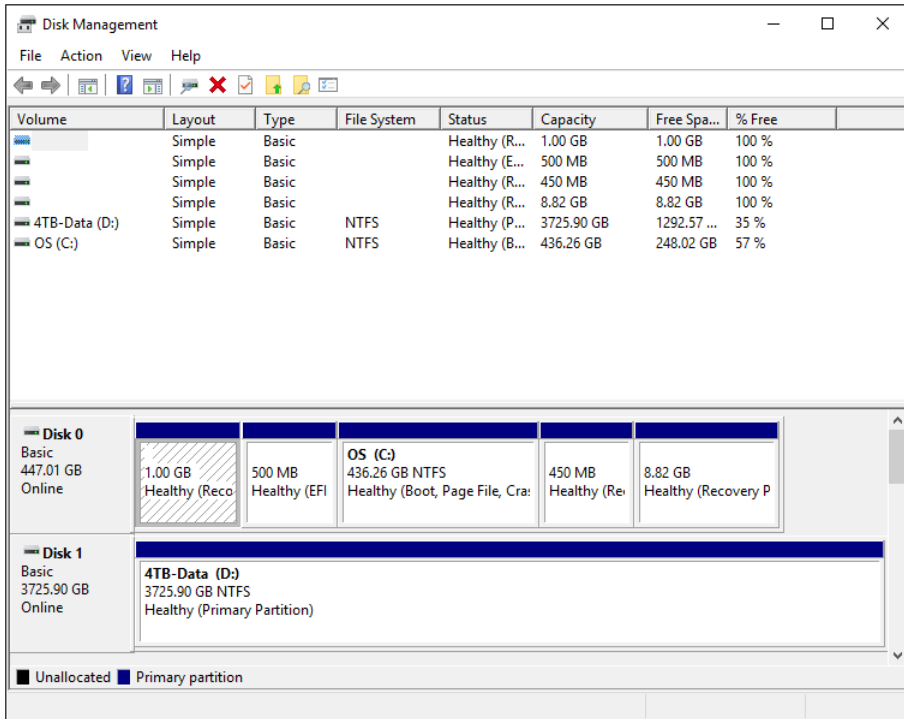 Disk Management
File Action View Help
Volume Layout Type File System Status Capacity Free Spa... % Free
Simple Basic Healthy (R... 1.00 GB 1.00 GB 100 %
Simple Basic Healthy (E... 500 MB 500 MB 100 %
Simple Basic Healthy (R... 450 MB 450 MB 100 %
Simple Basic Healthy (R... 8.82 GB 8.82 GB 100 %
4TB-Data (D:) Simple Basic NTFS Healthy (P... 3725.90 GB 1292.57 ... 35 %
OS (C:) Simple Basic NTFS Healthy (B... 436.26 GB 248.02 GB 57 %
Disk 0
Basic
447.01 GB
Online
1.00 GB
Healthy (Reco
500 MB
Healthy (EFI
OS (C:)
436.26 GB NTFS
Healthy (Boot, Page File, Cra:
450 MB
Healthy (Re
8.82 GB
Healthy (Recovery P
Disk 1
Basic
3725.90 GB
Online
4TB-Data (D:)
3725.90 GB NTFS
Healthy (Primary Partition)
Unallocated Primary partition